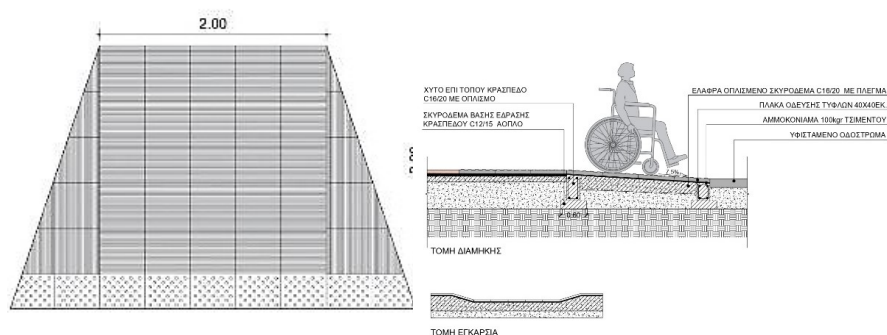 2.00
ΧΥΤΟ ΕΠΙ ΤΟΠΟΥ ΚΡΑΣΠΕΔΟ
C16/20 ΜΕ ΟΠΛΙΣΜΟ
ΣΚΥΡΟΔΕΜΑ ΒΑΣΗΣ ΕΔΡΑΣΗΣ
ΚΡΑΣΠΕΔΟΥ C12/15 ΑΟΠΛΟ
ΕΛΑΦΡΑ ΟΠΛΙΣΜΕΝΟ ΣΚΥΡΟΔΕΜΑ C16/20 ΜΕ ΠΛΕΓΜΑ
ΠΛΑΚΑ ΟΔΕΥΣΗΣ ΤΥΦΛΩΝ 40Χ40ΕΚ.
ΑΜΜΟΚΟΝΙΑΜΑ 100kgr ΤΣΙΜΕΝΤΟΥ
ΥΦΙΣΤΑΜΕΝΟ ΟΔΟΣΤΡΩΜΑ
0.60
ΤΟΜΗ ΔΙΑΜΗΚΗΣ
ΤΟΜΗ ΕΓΚΑΡΣΙΑ